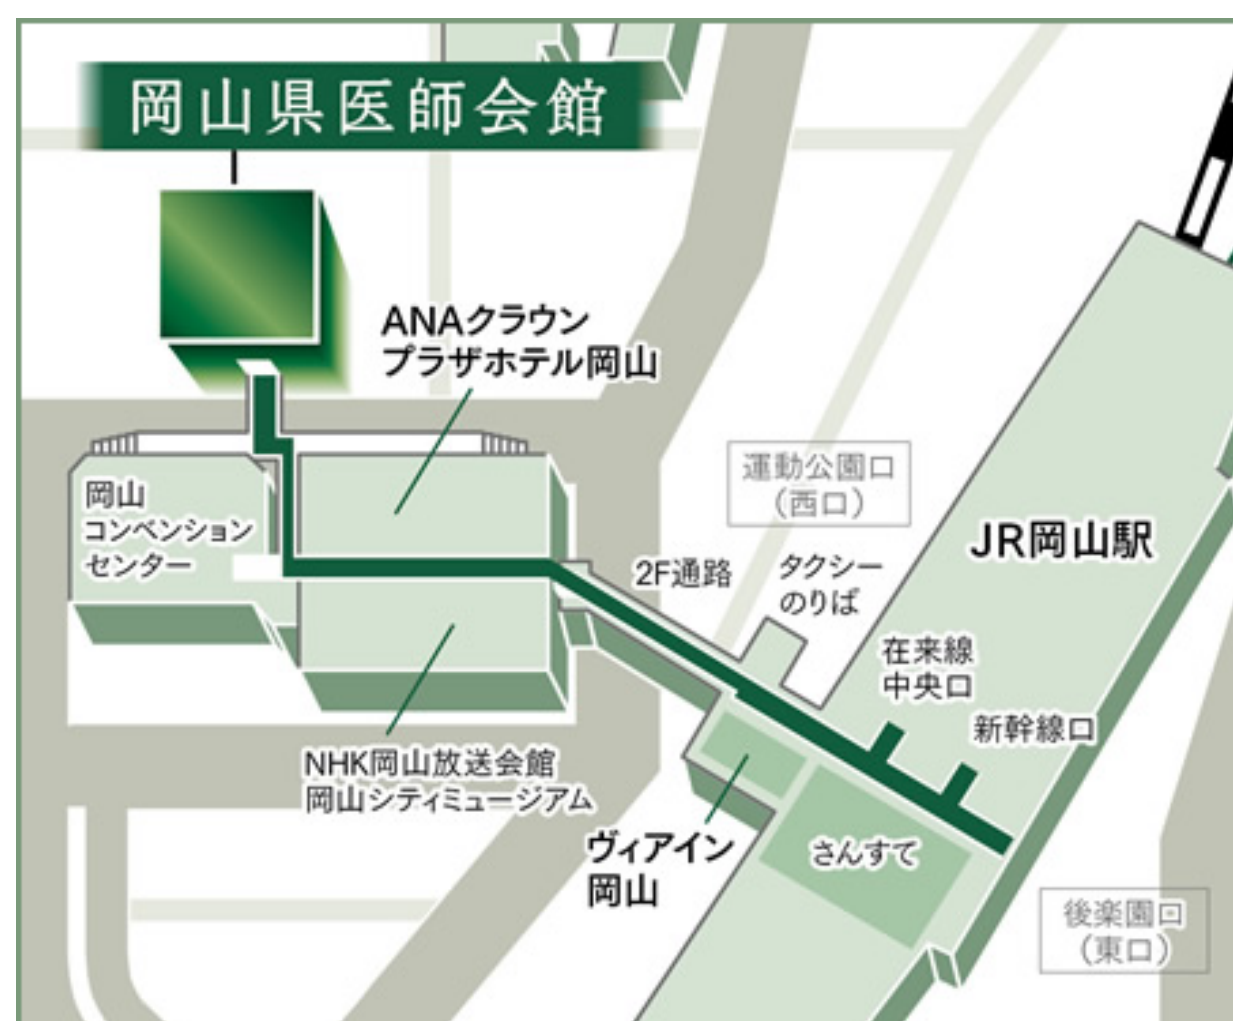 岡山県医師会館
ANAクラウン
プラザホテル岡山
岡山
コンベンション
センター
運動公園口
（西口）
JR岡山駅
2F通路
タクシー
のりば
在来線
中央口
新幹線口
NHK岡山放送会館
岡山シティミュージアム
ヴィアイン
岡山
さんすて
後楽園口
（東口）